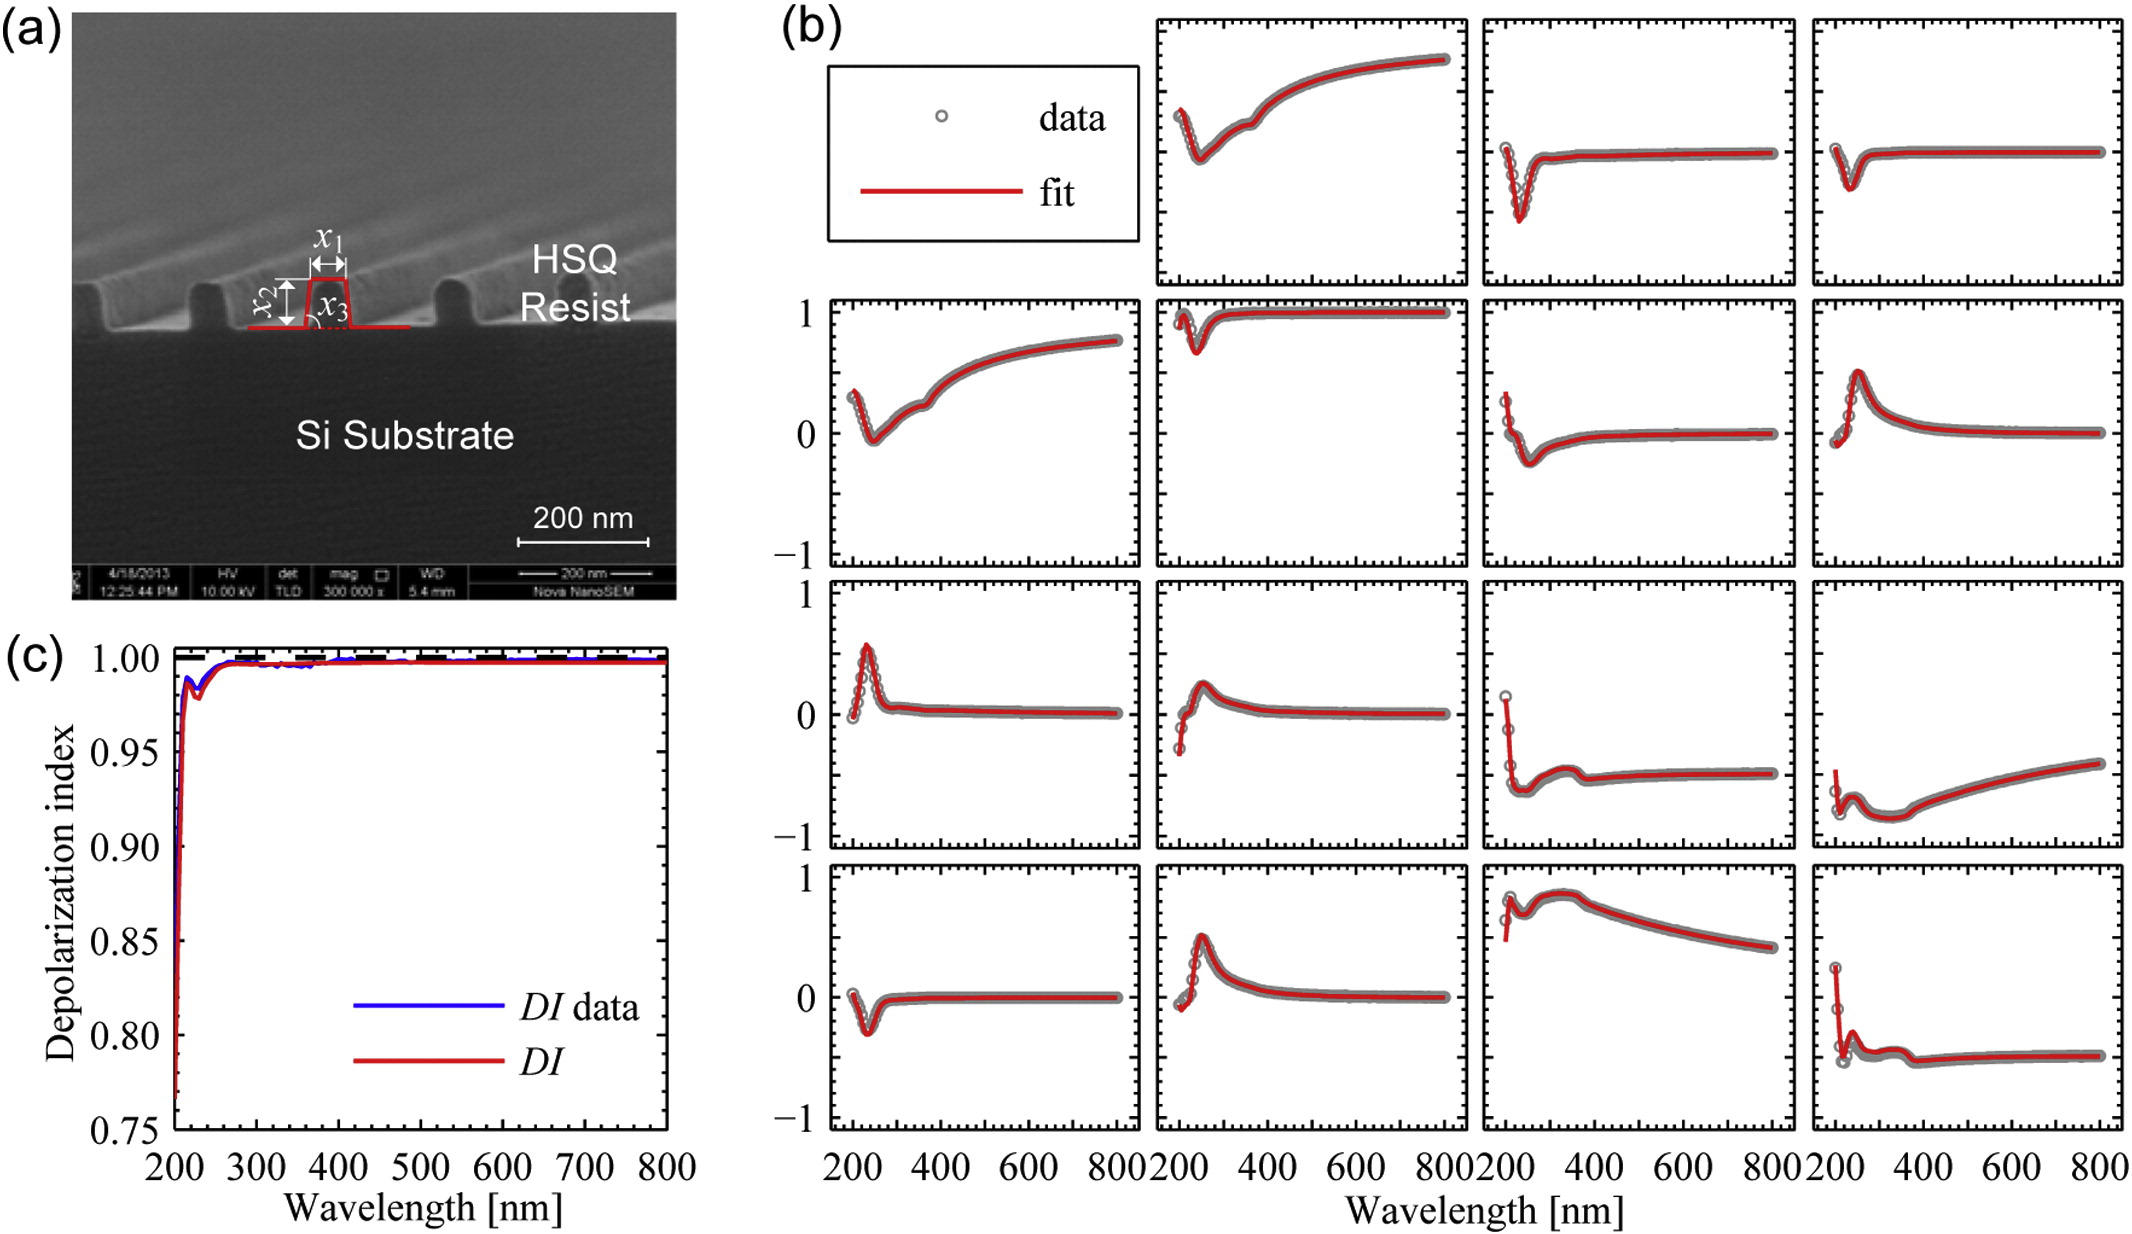 (a)
x1
x2
x3
HSQ
Resist
Si Substrate
200 nm
4/18/2013
12:25:44 PM
HV
10.00 kV
det
TLD
mag
300 000 x
WD
5.4 mm
200 nm
Nova NanoSEM
(b)
data
fit
1
0
−1
1
0
−1
1
0
−1
200 400 600 800
200 400 600 800
200 400 600 800
200 400 600 800
Wavelength [nm]
(c)
1.00
0.95
0.90
0.85
0.80
0.75
Depolarization index
DI data
DI
200 300 400 500 600 700 800
Wavelength [nm]